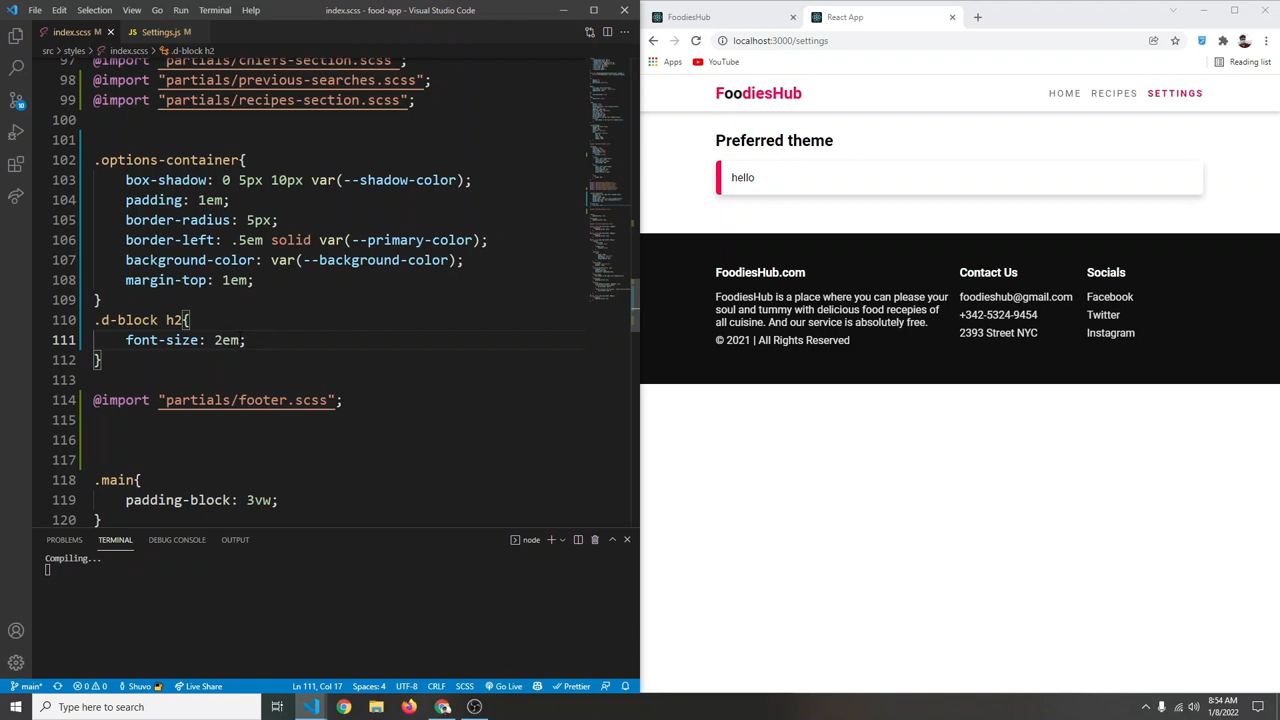 File Edit Selection View Go Run Terminal Help index.scss - food-app - Visual Studio Code
index.scss M Settings.js M
src > styles > index.scss > .d-block h2
97 @import "partials/chiefs-section.scss";
98 @import "partials/previous-searches.scss";
99 @import "partials/recipes-section.scss";
100
101
102 .options-container{
103 box-shadow: 0 5px 10px var(--shadow-color);
104 padding: 1em;
105 border-radius: 5px;
106 border-left: .5em solid var(--primary-color);
107 background-color: var(--background-color);
108 margin-top: 1em;
109 }
110 .d-block h2{
111 font-size: 2em;
112 }
113
114 @import "partials/footer.scss";
115
116
117
118 .main{
119 padding-block: 3vw;
120 }
PROBLEMS TERMINAL DEBUG CONSOLE OUTPUT
node
Compiling...
main* 0 0 Shuvo Live Share Ln 111, Col 17 Spaces: 4 UTF-8 CRLF SCSS Go Live Prettier
FoodiesHub React App
localhost:3000/settings
Apps YouTube Reading list
FoodiesHub HOME RECIPES SETTINGS
Preferred theme
hello
FoodiesHub.com
FoodiesHub is a place where you can please your
soul and tummy with delicious food recepies of
all cuisine. And our service is absolutely free.
© 2021 | All Rights Reserved
Contact Us
foodieshub@gmail.com
+342-5324-9454
2393 Street NYC
Socials
Facebook
Twitter
Instagram
Type here to search
8:54 AM
1/8/2022